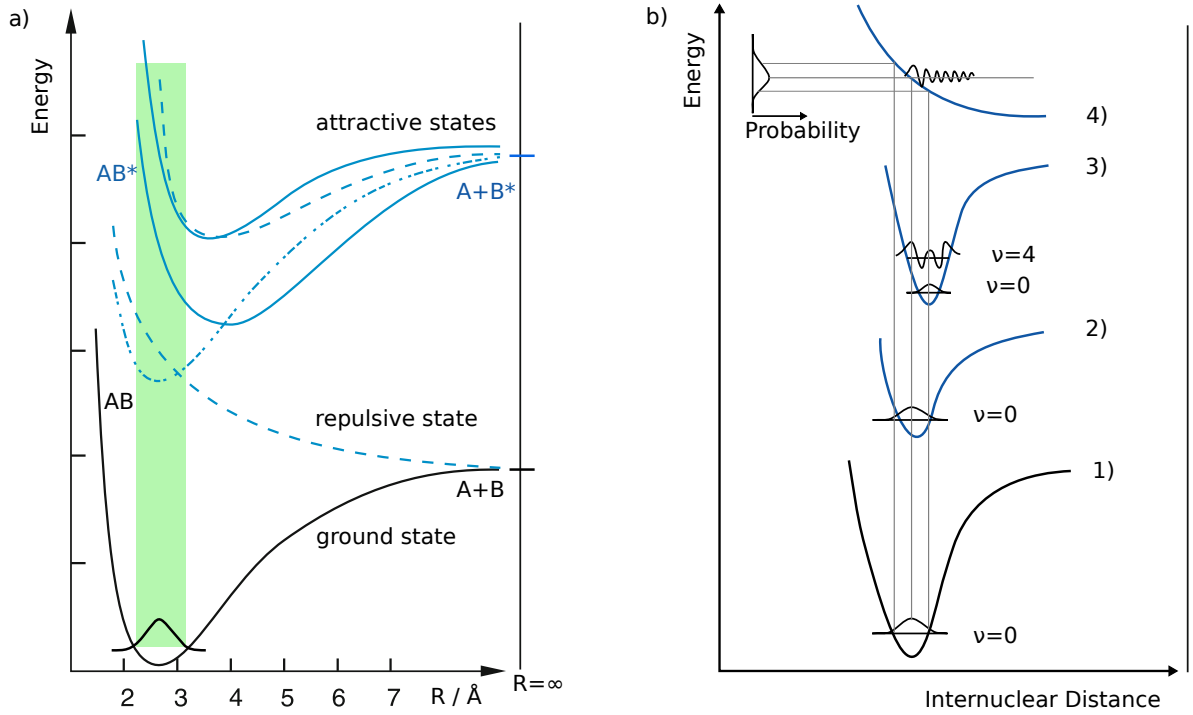 a)
Energy
attractive states
AB*
A+B*
AB
repulsive state
A+B
ground state
2 3 4 5 6 7 R / Å
R=∞
b)
Energy
Probability
4)
3)
ν=4
ν=0
2)
ν=0
1)
ν=0
Internuclear Distance